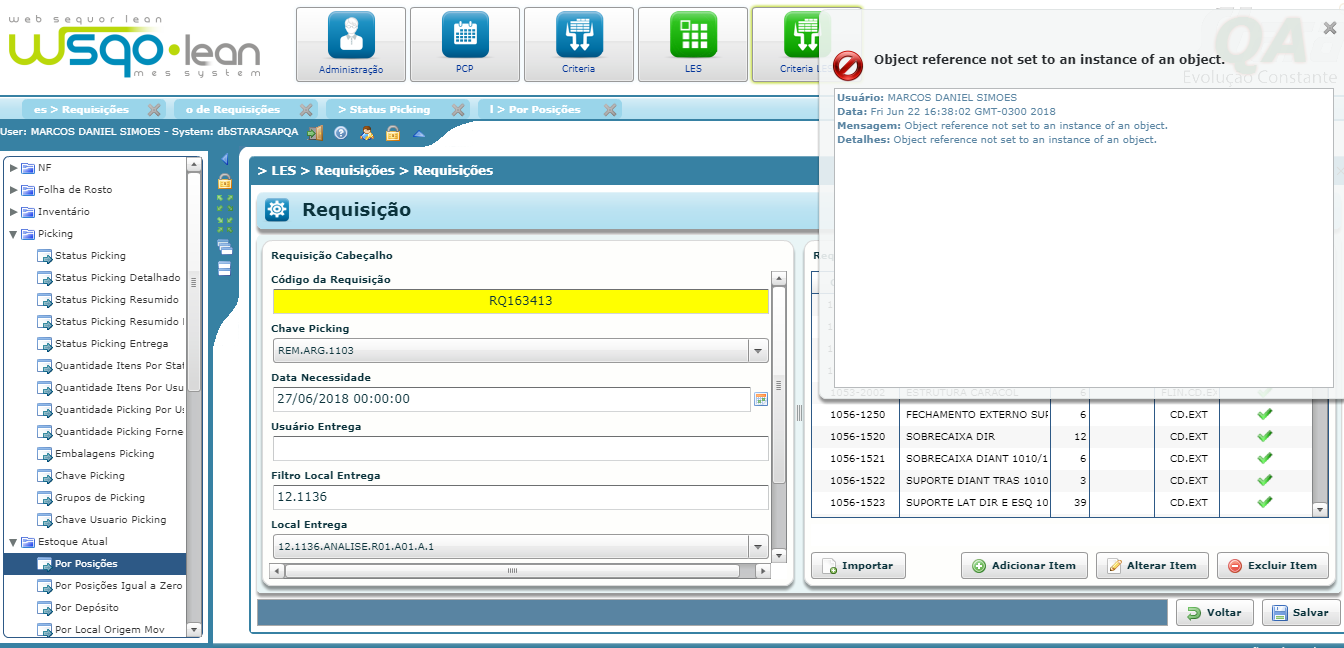 web sequor lean
wsqo lean
mes system
Administração
PCP
Criteria
LES
Criteria
QA
Evolução Constante
Object reference not set to an instance of an object.
Usuário: MARCOS DANIEL SIMOES
Data: Fri Jun 22 16:38:02 GMT-0300 2018
Mensagem: Object reference not set to an instance of an object.
Detalhes: Object reference not set to an instance of an object.
es > Requisições
o de Requisições
> Status Picking
l > Por Posições
User: MARCOS DANIEL SIMOES - System: dbSTARASAPQA
NF
Folha de Rosto
Inventário
Picking
Status Picking
Status Picking Detalhado
Status Picking Resumido
Status Picking Resumido
Status Picking Entrega
Quantidade Itens Por Stat
Quantidade Itens Por Usu
Quantidade Picking Por Us
Quantidade Picking Forne
Embalagens Picking
Chave Picking
Grupos de Picking
Chave Usuario Picking
Estoque Atual
Por Posições
Por Posições Igual a Zero
Por Depósito
Por Local Origem Mov
> LES > Requisições > Requisições
Requisição
Requisição Cabeçalho
Código da Requisição
RQ163413
Chave Picking
REM.ARG.1103
Data Necessidade
27/06/2018 00:00:00
Usuário Entrega
Filtro Local Entrega
12.1136
Local Entrega
12.1136.ANALISE.R01.A01.A.1
1053-2002 ESTRUTURA CARACOL 6 FLIN.CD.EX
1056-1250 FECHAMENTO EXTERNO SUF 6 CD.EXT
1056-1520 SOBRECAIXA DIR 12 CD.EXT
1056-1521 SOBRECAIXA DIANT 1010/1 6 CD.EXT
1056-1522 SUPORTE DIANT TRAS 1010 3 CD.EXT
1056-1523 SUPORTE LAT DIR E ESQ 10 39 CD.EXT
Importar
Adicionar Item
Alterar Item
Excluir Item
Voltar
Salvar